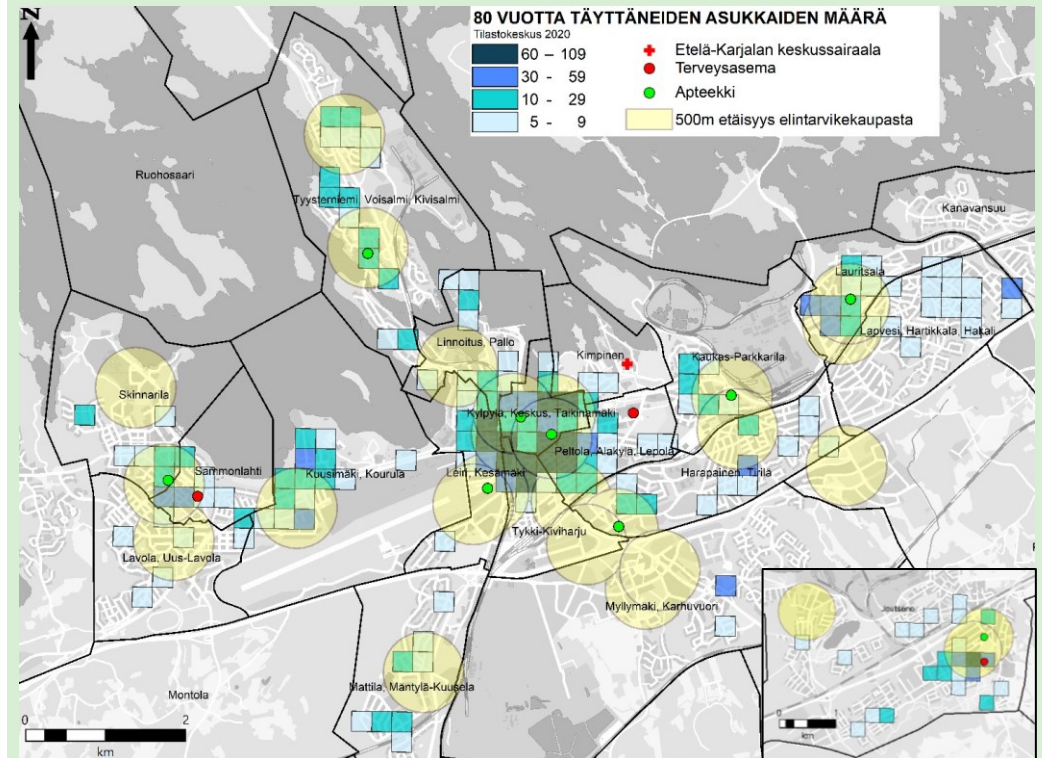 N
80 VUOTTA TÄYTTÄNEIDEN ASUKKAIDEN MÄÄRÄ
Tilastokeskus 2020
60 – 109
30 - 59
10 - 29
5 - 9
Etelä-Karjalan keskussairaala
Terveysasema
Apteekki
500m etäisyys elintarvikekaupasta
Ruohosaari
Tyysterniemi, Voisalmi, Kivisalmi
Kanavansuu
Lauritsala
Lapvesi, Hartikkala, Hakali
Linnoitus, Pallo
Kimpinen
Kaukas-Parkkarila
Skinnarila
Kylpylä, Keskus, Taikinamäki
Peltola, Alakylä, Lepola
Sammonlahti
Kuusimäki, Kourula
Leiri, Kesämäki
Harapainen, Tirilä
Lavola, Uus-Lavola
Tykki-Kiviharju
Myllymäki, Karhuvuori
Joutseno
Mattila, Mäntylä-Kuusela
Montola
0 2
km
0 1
km